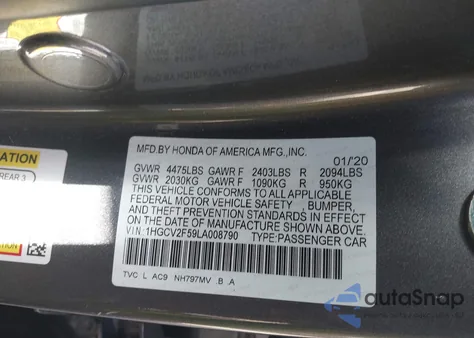 MFD.BY HONDA OF AMERICA MFG.,INC.
01/'20
GVWR 4475LBS GAWR F 2403LBS R 2094LBS
GVWR 2030KG GAWR F 1090KG R 950KG
THIS VEHICLE CONFORMS TO ALL APPLICABLE
FEDERAL MOTOR VEHICLE SAFETY BUMPER,
AND THEFT PREVENTION STANDARDS IN EFFECT
ON THE DATE OF MANUFACTURE SHOWN ABOVE.
V.I.N:1HGCV2F59LA008790 TYPE:PASSENGER CAR
TVC L AC9 NH797MV .B .A
REAR 3
autoSnap